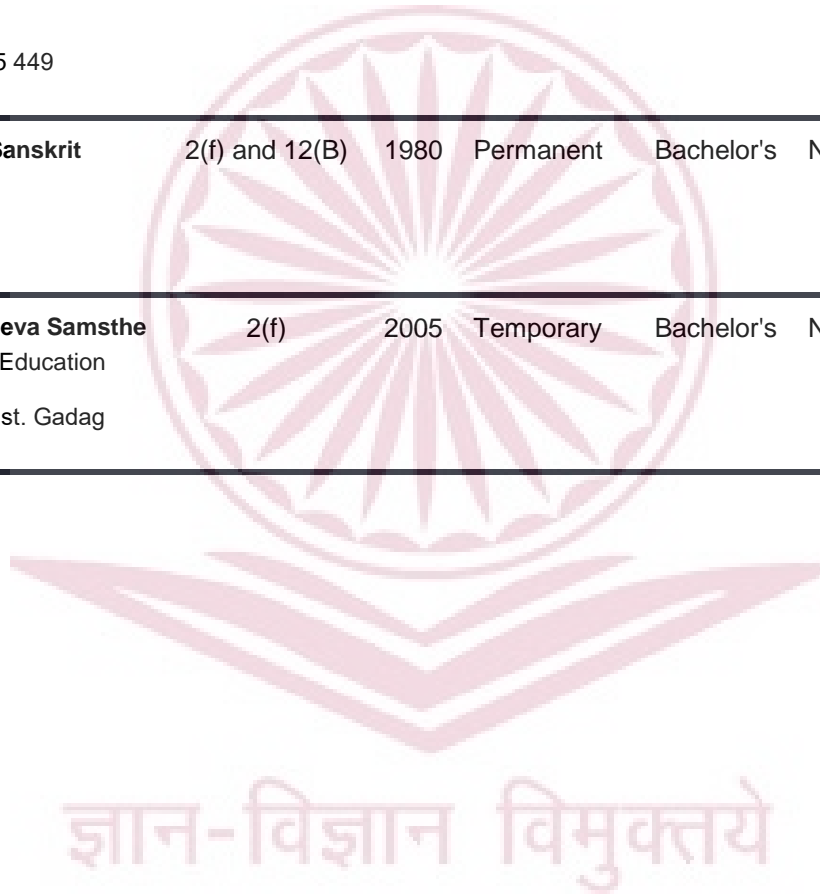 5 449
Sanskrit 2(f) and 12(B) 1980 Permanent Bachelor's N
eva Samsthe 2(f) 2005 Temporary Bachelor's N
Education
st. Gadag
ज्ञान-विज्ञान विमुक्तये